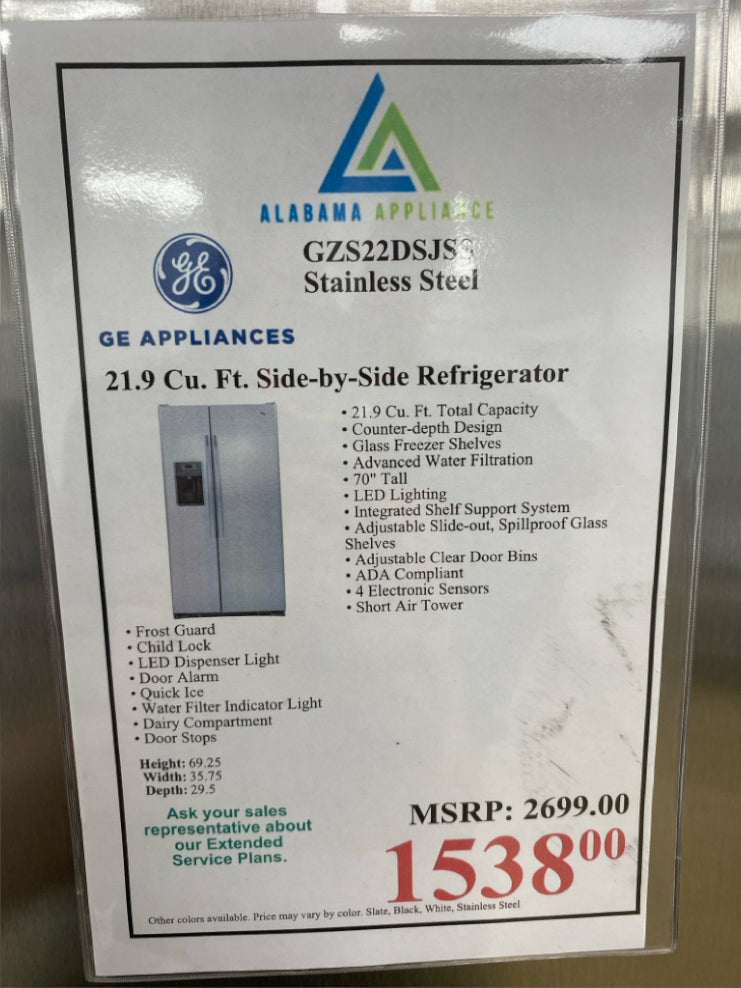 ALABAMA APPLIANCE
GE
GE APPLIANCES
Stainless Steel
21.9 Cu. Ft. Side-by-Side Refrigerator
• 21.9 Cu. Ft. Total Capacity
• Counter-depth Design
• Glass Freezer Shelves
• Advanced Water Filtration
• 70" Tall
• LED Lighting
• Integrated Shelf Support System
• Adjustable Slide-out, Spillproof Glass
Shelves
• Adjustable Clear Door Bins
• ADA Compliant
• 4 Electronic Sensors
• Short Air Tower
• Frost Guard
• Child Lock
• LED Dispenser Light
• Door Alarm
• Quick Ice
• Water Filter Indicator Light
• Dairy Compartment
• Door Stops
Height: 69.25
Width: 35.75
Depth: 29.5
Ask your sales
representative about
our Extended
Service Plans.
MSRP: 2699.00
153800
Other colors available. Price may vary by color. Slate, Black, White, Stainless Steel